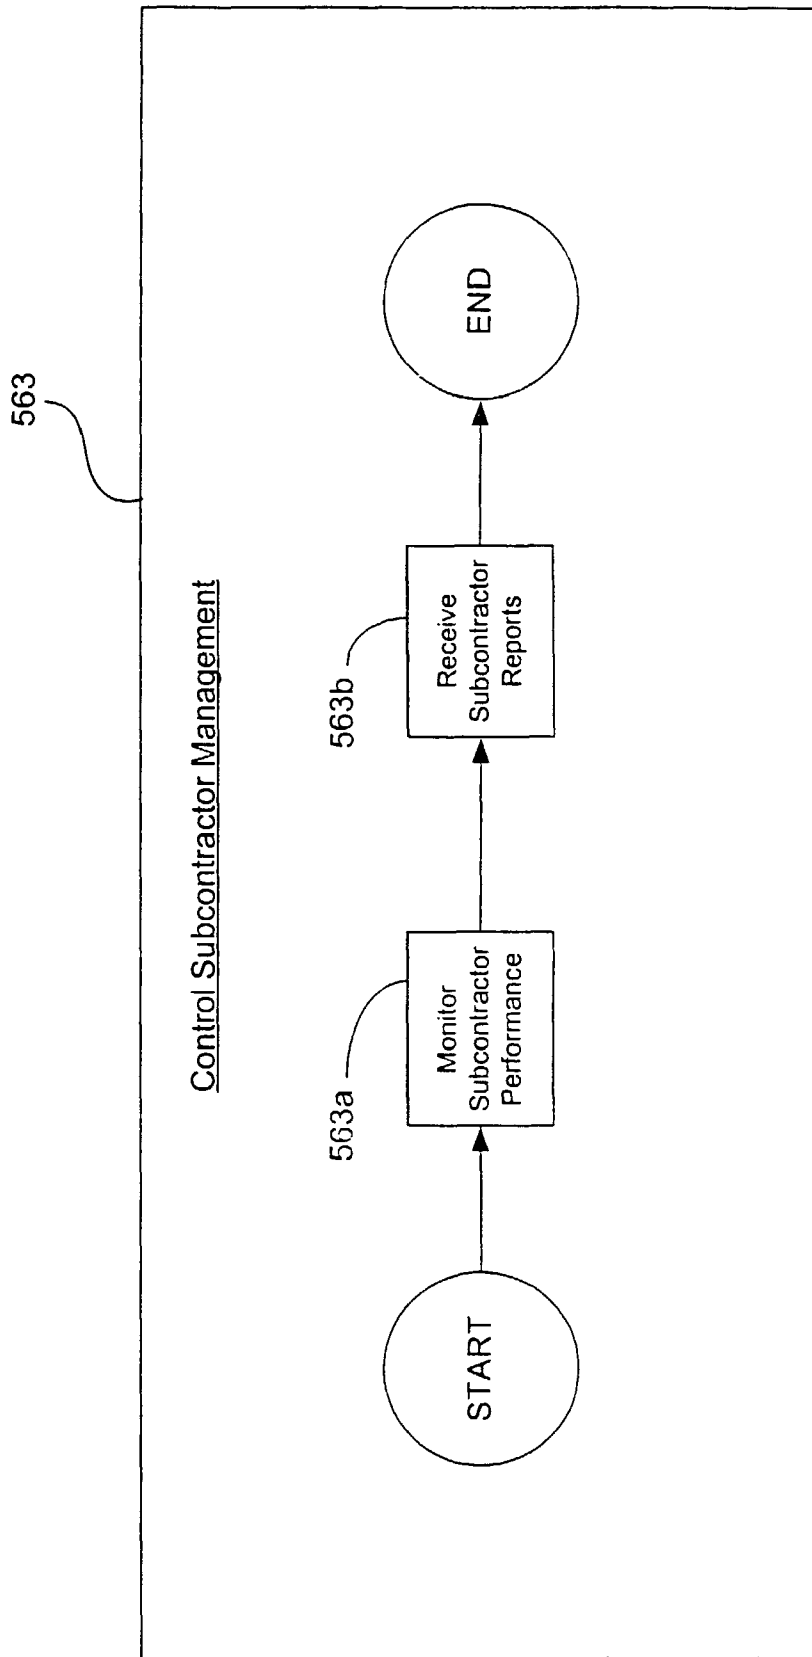 563
Control Subcontractor Management
563a
563b
START
Monitor
Subcontractor
Performance
Receive
Subcontractor
Reports
END